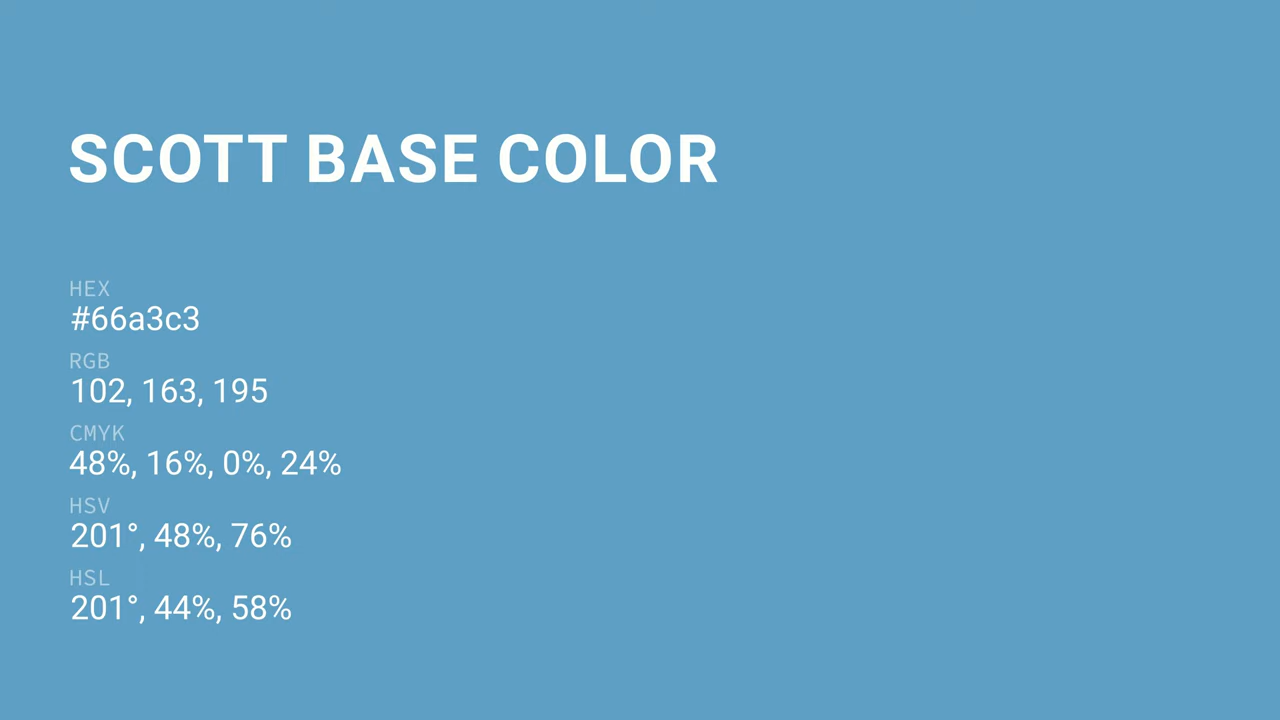 SCOTT BASE COLOR
HEX
#66a3c3
RGB
102, 163, 195
CMYK
48%, 16%, 0%, 24%
HSV
201°, 48%, 76%
HSL
201°, 44%, 58%